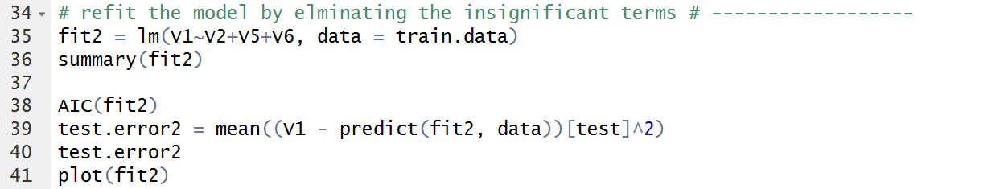 34 # refit the model by elminating the insignificant terms # ------------------
35 fit2 = lm(V1~V2+V5+V6, data = train.data)
36 summary(fit2)
37
38 AIC(fit2)
39 test.error2 = mean((V1 - predict(fit2, data))[test]^2)
40 test.error2
41 plot(fit2)